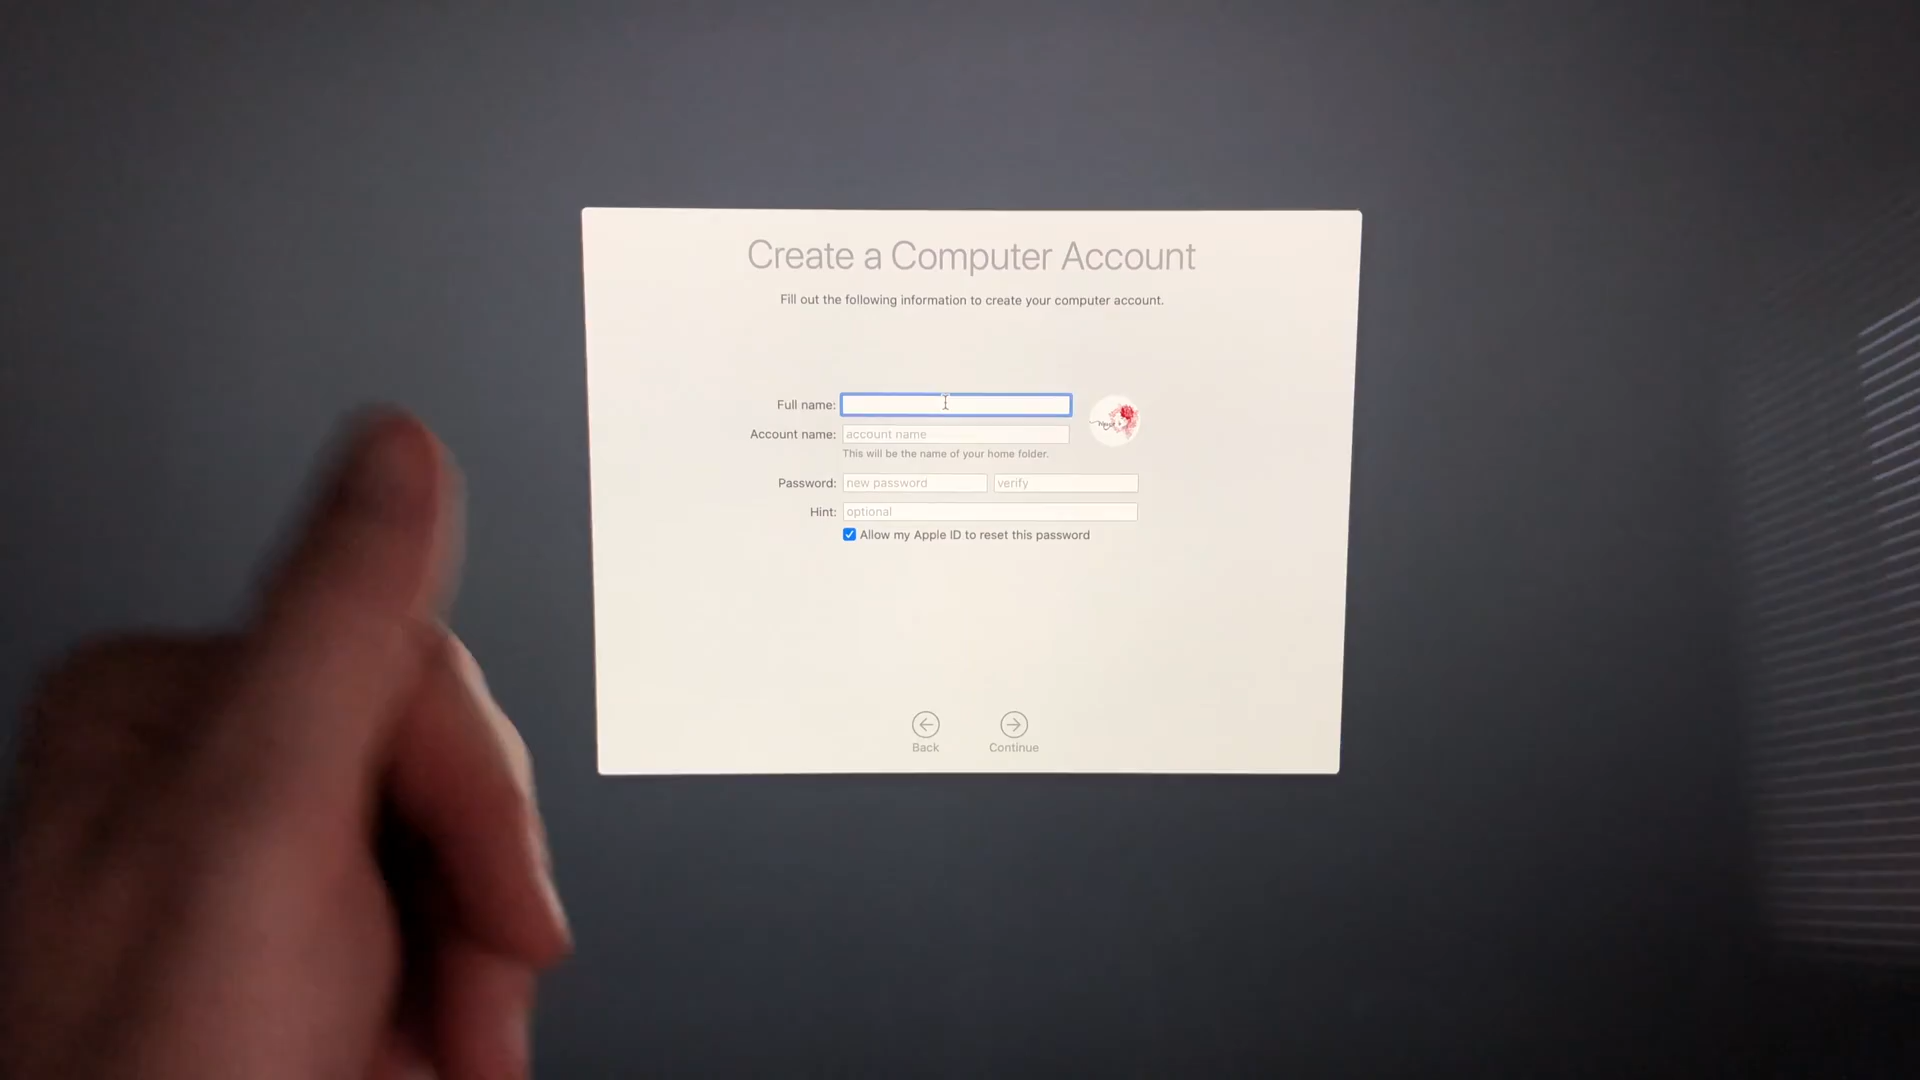 Create a Computer Account
Fill out the following information to create your computer account.
Full name:
Account name: account name
This will be the name of your home folder.
Password: new password verify
Hint: optional
Allow my Apple ID to reset this password
Back Continue